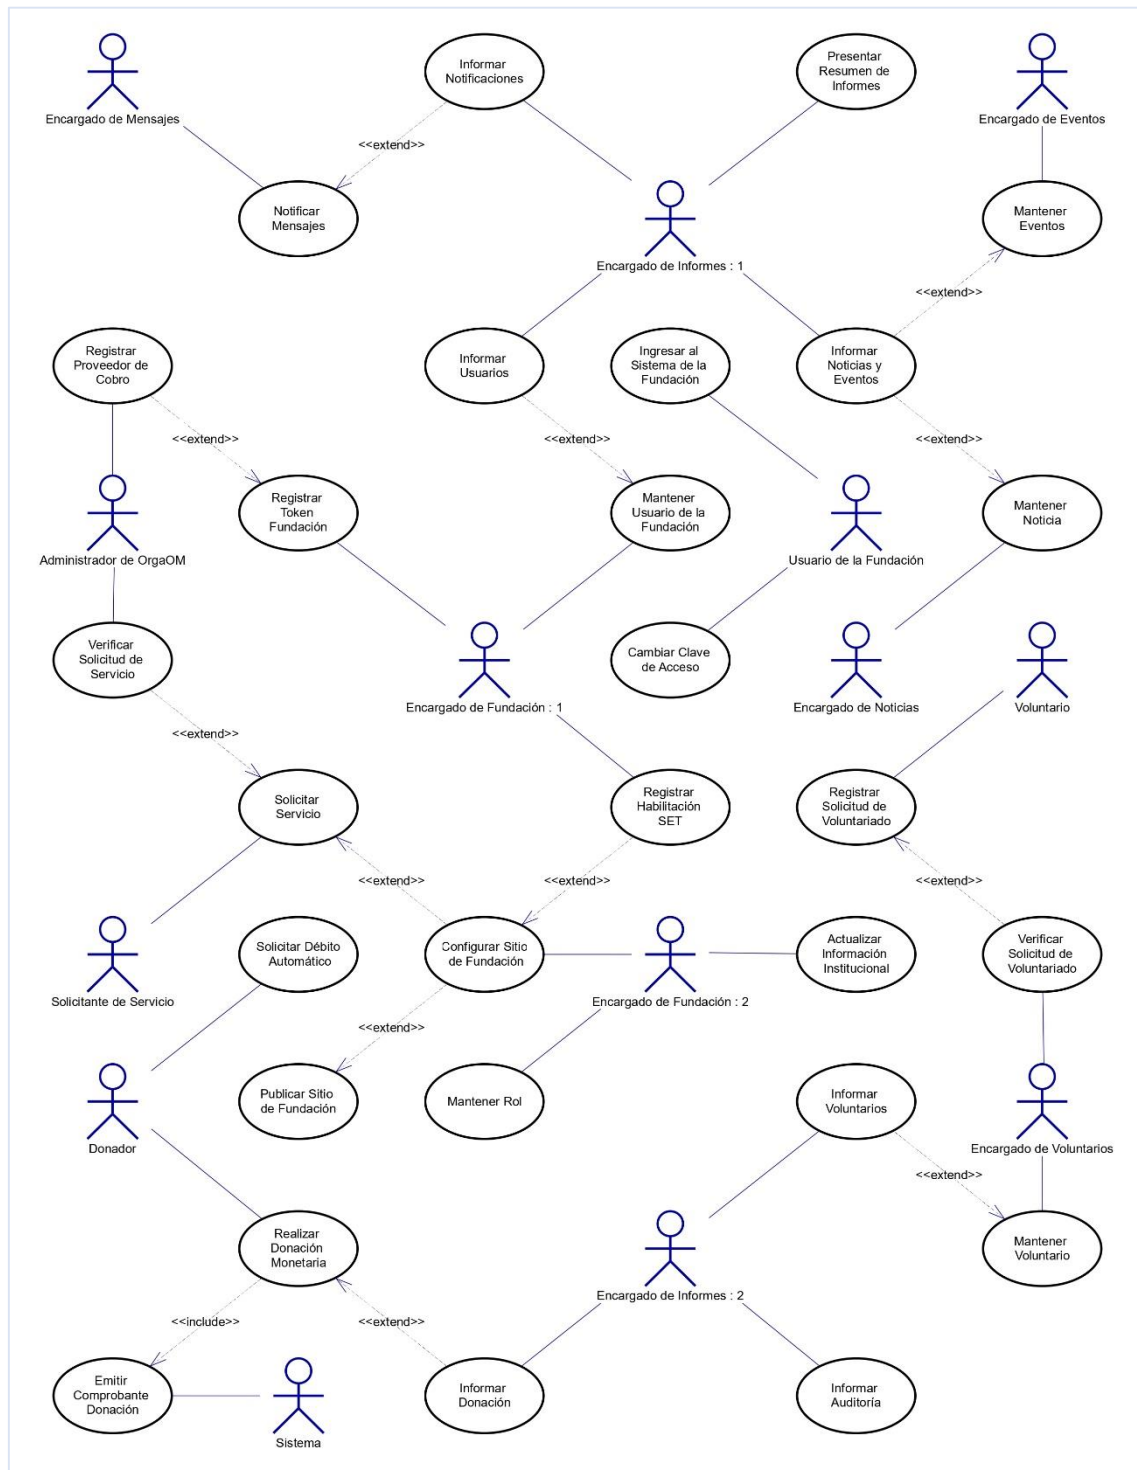 Informar
Notificaciones
Presentar
Resumen de
Informes
Encargado de Mensajes
Encargado de Eventos
<<extend>>
Notificar
Mensajes
Mantener
Eventos
Encargado de Informes : 1
<<extend>>
Registrar
Proveedor de
Cobro
Informar
Usuarios
Ingresar al
Sistema de la
Fundación
Informar
Noticias y
Eventos
<<extend>>
<<extend>>
<<extend>>
Registrar
Token
Fundación
Mantener
Usuario de la
Fundación
Mantener
Noticia
Administrador de OrgaOM
Usuario de la Fundación
Verificar
Solicitud de
Servicio
Cambiar Clave
de Acceso
Encargado de Fundación : 1
Encargado de Noticias
Voluntario
<<extend>>
Solicitar
Servicio
Registrar
Habilitación
SET
Registrar
Solicitud de
Voluntariado
<<extend>>
<<extend>>
<<extend>>
Solicitar Débito
Automático
Configurar Sitio
de Fundación
Actualizar
Información
Institucional
Verificar
Solicitud de
Voluntariado
Solicitante de Servicio
Encargado de Fundación : 2
<<extend>>
Publicar Sitio
de Fundación
Mantener Rol
Informar
Voluntarios
Donador
Encargado de Voluntarios
<<extend>>
Realizar
Donación
Monetaria
Mantener
Voluntario
Encargado de Informes : 2
<<include>>
<<extend>>
Emitir
Comprobante
Donación
Informar
Donación
Informar
Auditoría
Sistema